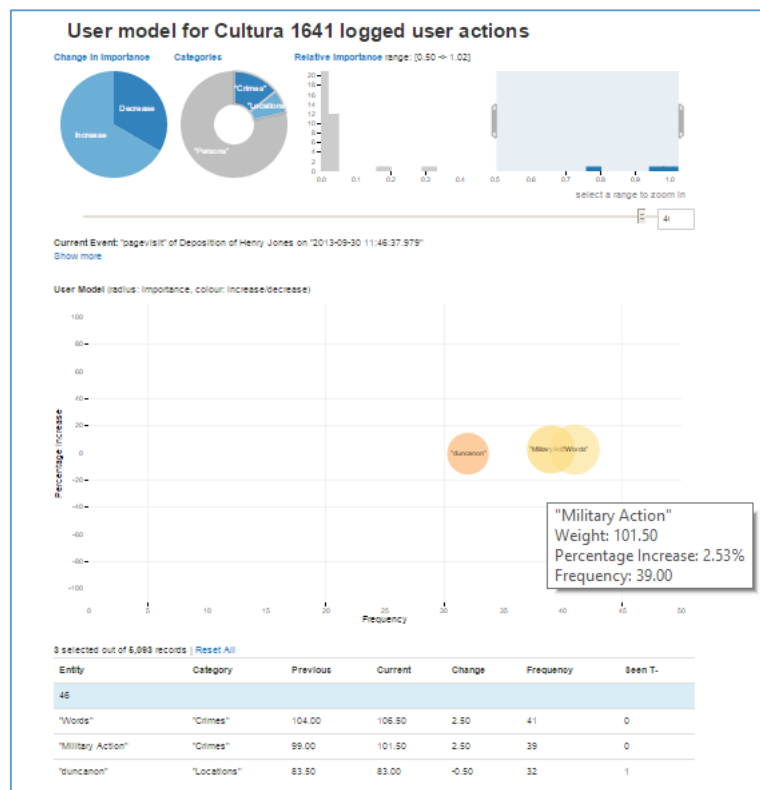 User model for Cultura 1641 logged user actions
Change in Importance Categories Relative Importance range: [0.50 -> 1.02]
Decrease
Increase
"Crimes"
"Locations
"Persons"
20
18
16
14
12
10
8
6
4
2
0
0.0 0.1 0.2 0.3 0.4 0.5 0.6 0.7 0.8 0.9 1.0
select a range to zoom in
Current Event: "pagevisit" of Deposition of Henry Jones on "2013-09-30 11:46:37.979"
Show more
User Model (radius: importance, colour: increase/decrease)
Percentage Increase
100
80
60
40
20
0
-20
-40
-60
-80
-100
"duncanon"
"Military Act "Words"
"Military Action"
Weight: 101.50
Percentage Increase: 2.53%
Frequency: 39.00
0 5 10 15 20 25 30 35 40 45 50
Frequency
3 selected out of 5,093 records | Reset All
Entity Category Previous Current Change Frequency Seen T-
46
"Words" "Crimes" 104.00 106.50 2.50 41 0
"Military Action" "Crimes" 99.00 101.50 2.50 39 0
"duncanon" "Locations" 83.50 83.00 -0.50 32 1